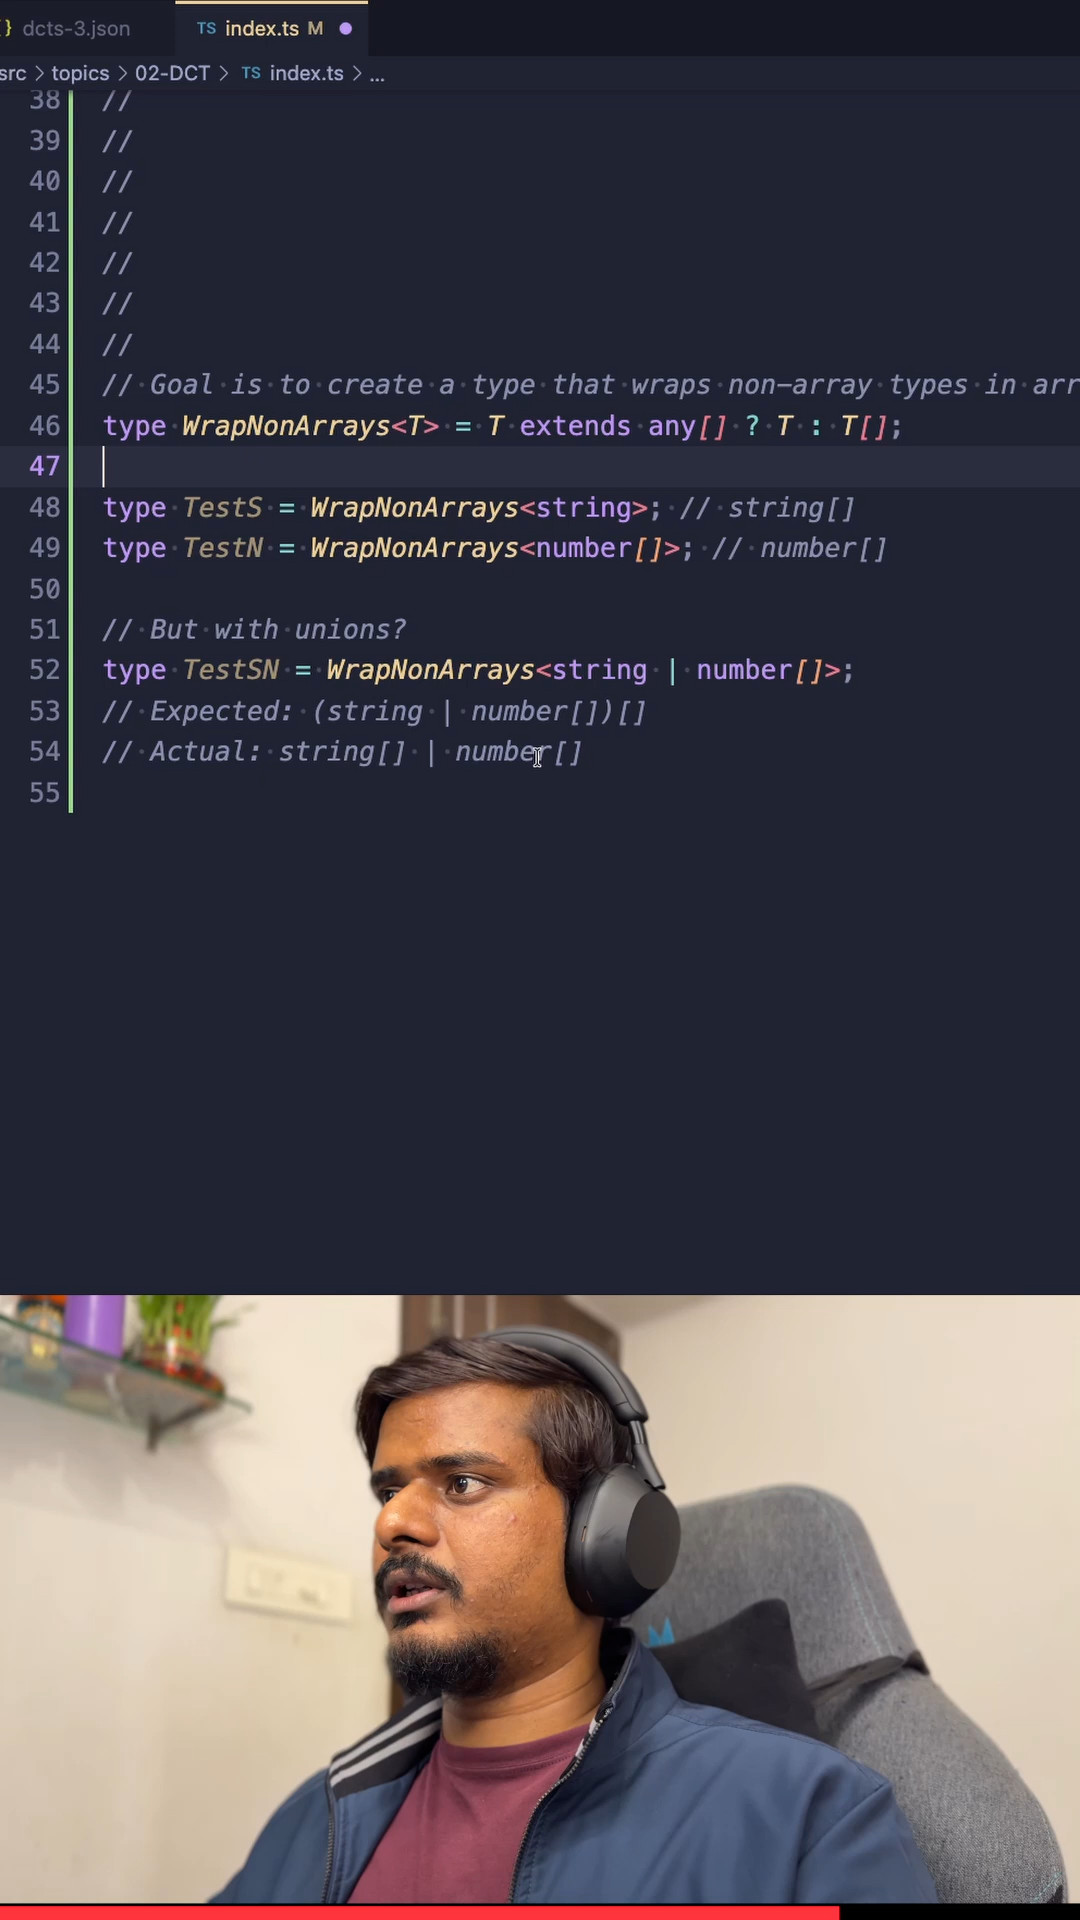 dcts-3.json TS index.ts M
src > topics > 02-DCT > TS index.ts > ...
38 //
39 //
40 //
41 //
42 //
43 //
44 //
45 // Goal is to create a type that wraps non-array types in arr
46 type WrapNonArrays<T> = T extends any[] ? T : T[];
47
48 type TestS = WrapNonArrays<string>; // string[]
49 type TestN = WrapNonArrays<number[]>; // number[]
50
51 // But with unions?
52 type TestSN = WrapNonArrays<string | number[]>;
53 // Expected: (string | number[])[]
54 // Actual: string[] | number[]
55